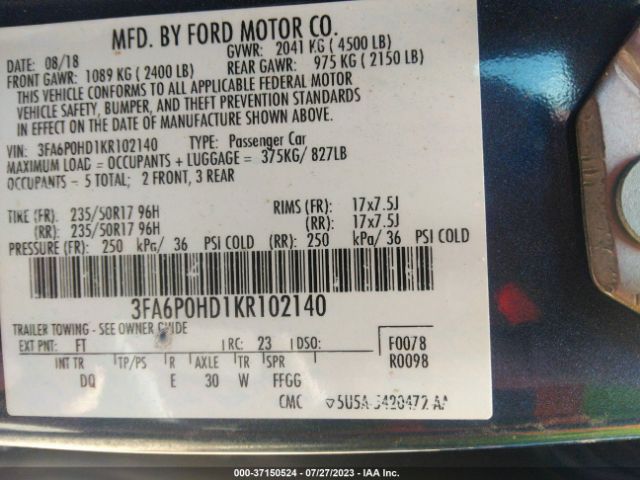 MFD. BY FORD MOTOR CO.
DATE: 08/18 GVWR: 2041 KG ( 4500 LB)
FRONT GAWR: 1089 KG ( 2400 LB) REAR GAWR: 975 KG ( 2150 LB)
THIS VEHICLE CONFORMS TO ALL APPLICABLE FEDERAL MOTOR
VEHICLE SAFETY, BUMPER, AND THEFT PREVENTION STANDARDS
IN EFFECT ON THE DATE OF MANUFACTURE SHOWN ABOVE.
VIN: 3FA6P0HD1KR102140 TYPE: Passenger Car
MAXIMUM LOAD = OCCUPANTS + LUGGAGE = 375KG/ 827LB
OCCUPANTS - 5 TOTAL; 2 FRONT, 3 REAR
TIRE (FR): 235/50R17 96H RIMS (FR): 17x7.5J
(RR): 235/50R17 96H (RR): 17x7.5J
PRESSURE (FR): 250 kPa/ 36 PSI COLD (RR): 250 kPa/ 36 PSI COLD
3FA6P0HD1KR102140
TRAILER TOWING - SEE OWNER GUIDE
EXT PNT: FT RC: 23 DSO: F0078
INT TR TP/PS R AXLE TR SPR R0098
DQ E 30 W FFGG
CMC
000-37150524 | 07/27/2023 | IAA Inc.